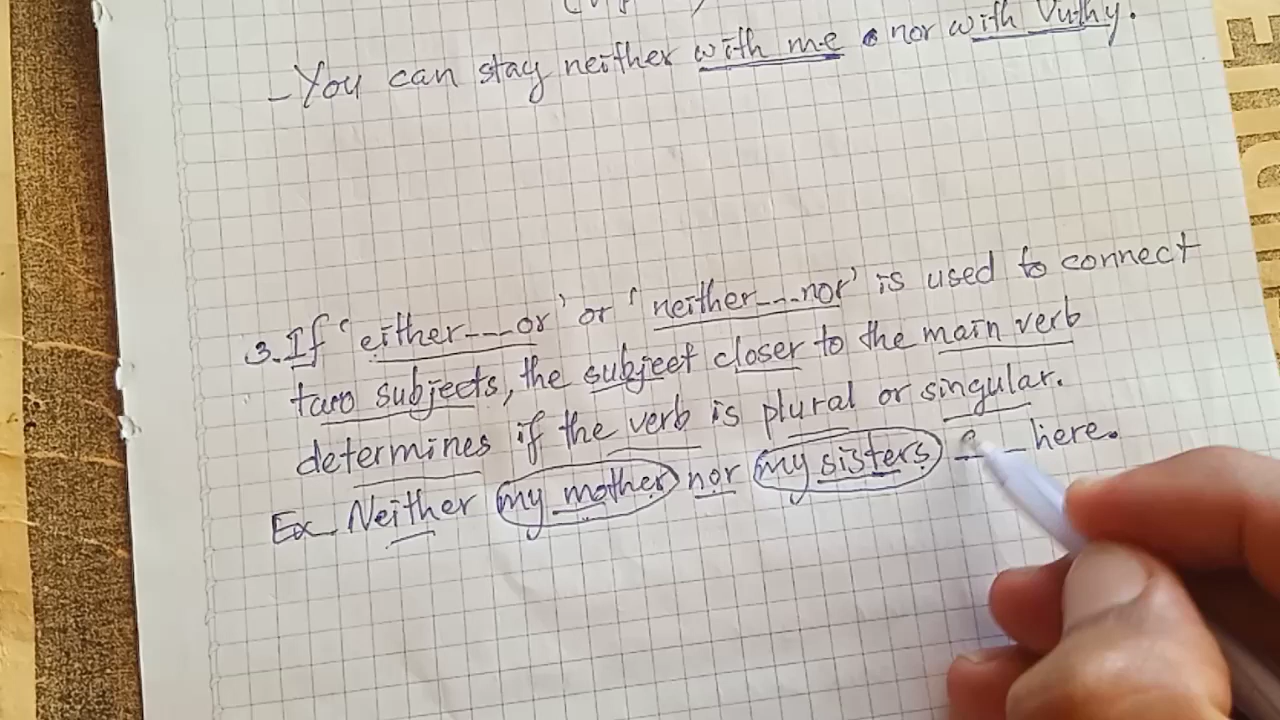 - You can stay neither with me nor with Vuthy.
3. If 'either---or' or 'neither---nor' is used to connect
two subjects, the subject closer to the main verb
determines if the verb is plural or singular.
Ex Neither my mother nor my sisters ___ here.